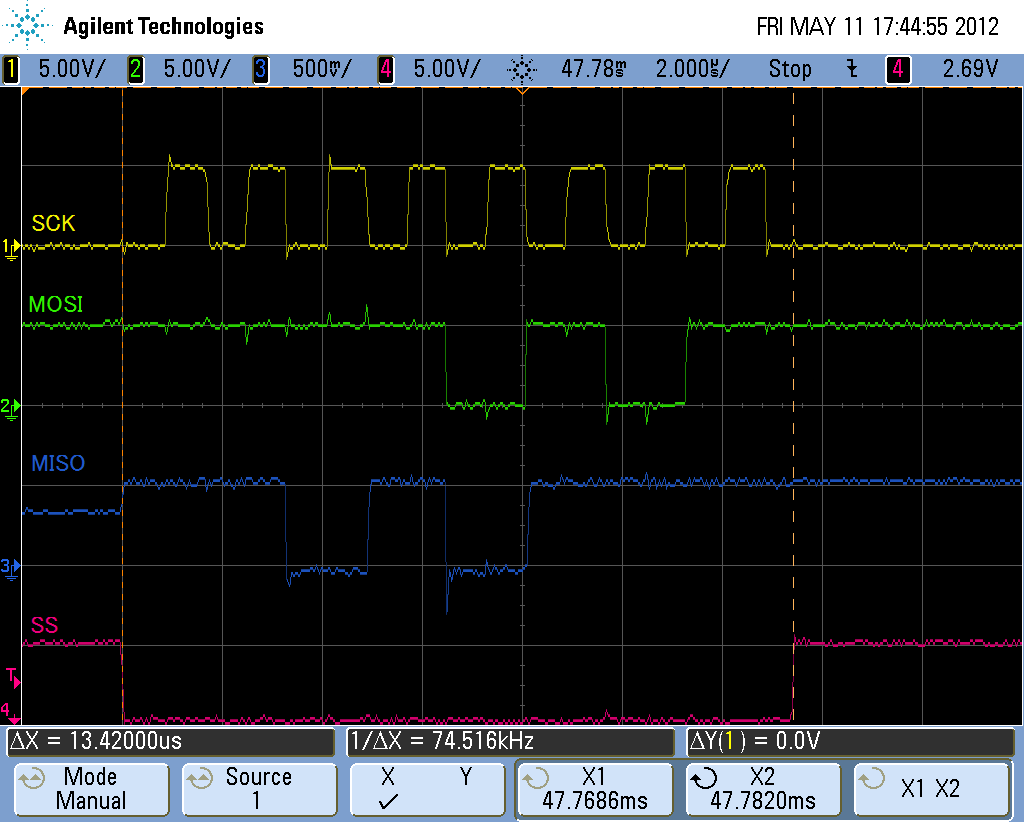 Agilent Technologies FRI MAY 11 17:44:55 2012
1 5.00V/ 2 5.00V/ 3 500mV/ 4 5.00V/ 47.78ms 2.000us/ Stop 4 2.69V
SCK
1
MOSI
2
MISO
3
SS
T
4
ΔX = 13.42000us 1/ΔX = 74.516kHz ΔY(1) = 0.0V
Mode Source X Y X1 X2 X1 X2
Manual 1 ✓ 47.7686ms 47.7820ms